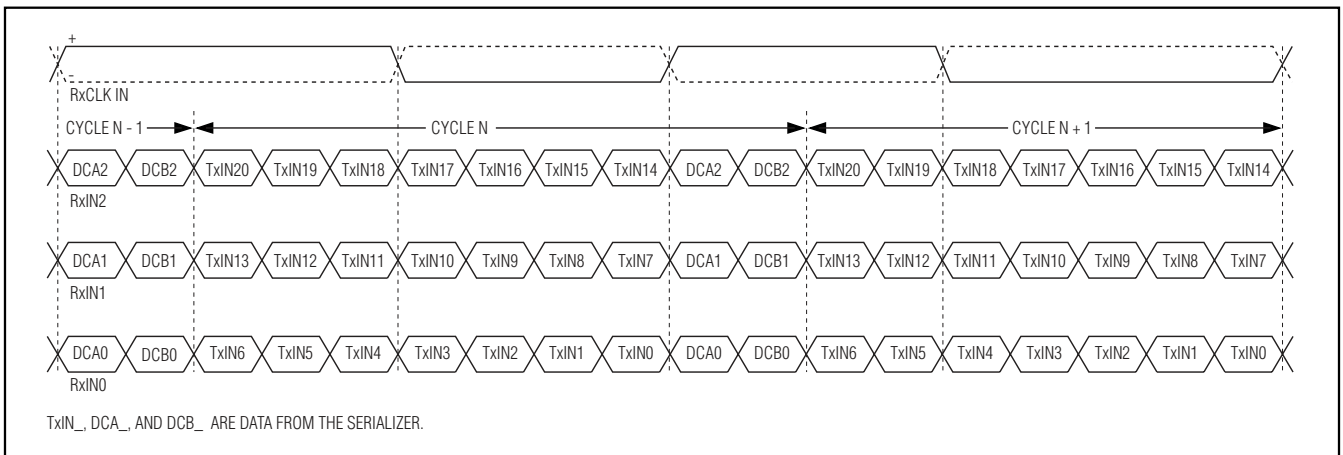 +
-
RxCLK IN
CYCLE N - 1 CYCLE N CYCLE N + 1
DCA2 DCB2 TxIN20 TxIN19 TxIN18 TxIN17 TxIN16 TxIN15 TxIN14 DCA2 DCB2 TxIN20 TxIN19 TxIN18 TxIN17 TxIN16 TxIN15 TxIN14
RxIN2
DCA1 DCB1 TxIN13 TxIN12 TxIN11 TxIN10 TxIN9 TxIN8 TxIN7 DCA1 DCB1 TxIN13 TxIN12 TxIN11 TxIN10 TxIN9 TxIN8 TxIN7
RxIN1
DCA0 DCB0 TxIN6 TxIN5 TxIN4 TxIN3 TxIN2 TxIN1 TxIN0 DCA0 DCB0 TxIN6 TxIN5 TxIN4 TxIN3 TxIN2 TxIN1 TxIN0
RxIN0
TxIN_, DCA_, AND DCB_ ARE DATA FROM THE SERIALIZER.